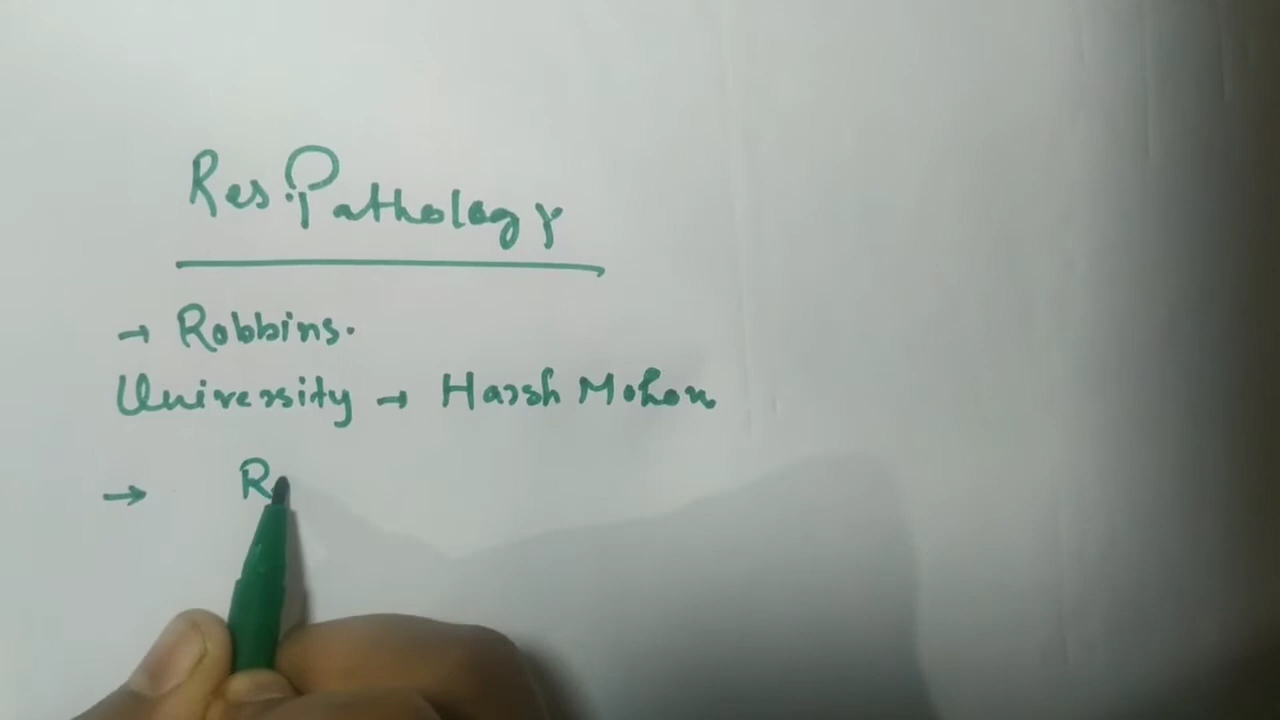 Res. Pathology
→ Robbins.
University → Harsh Mohan
→ R